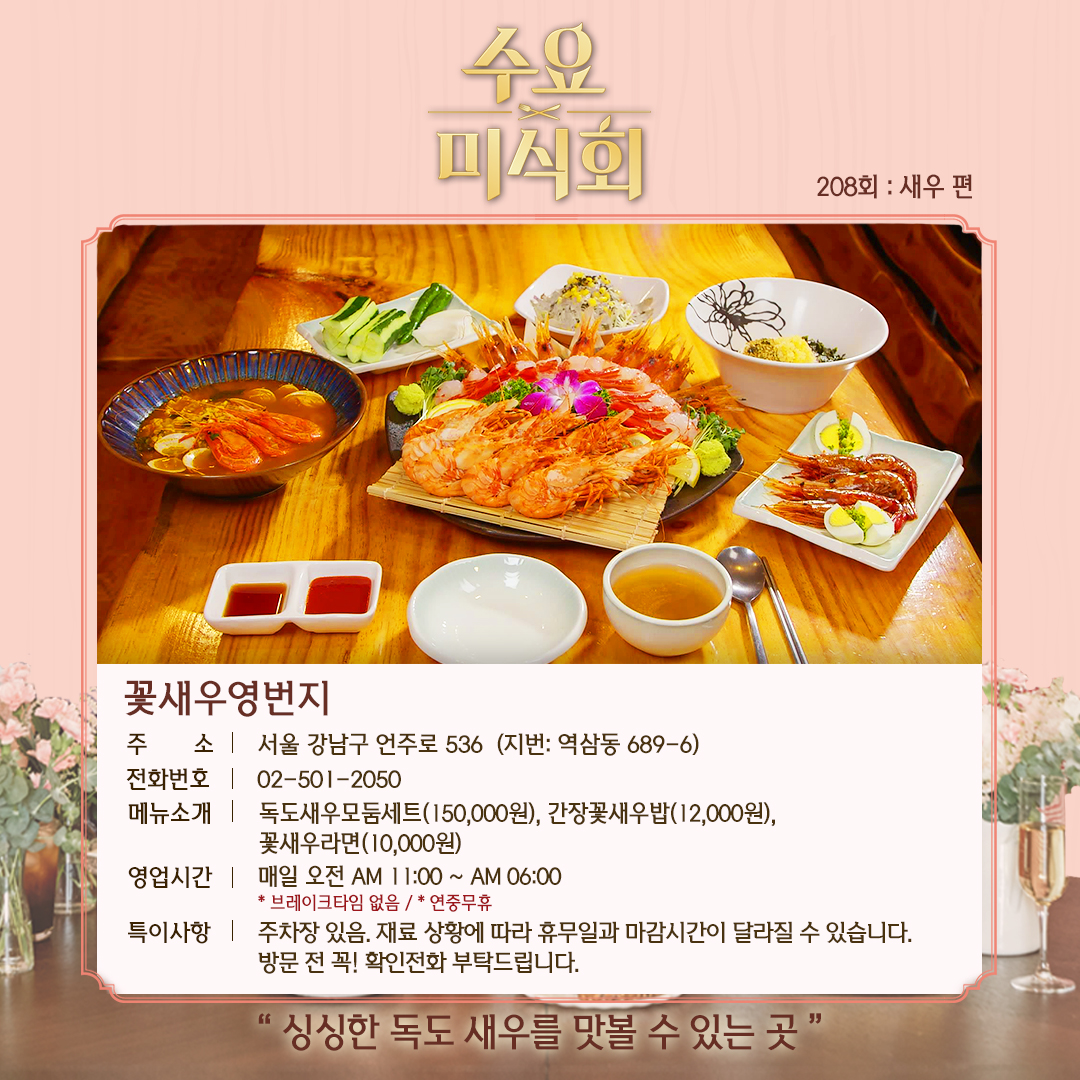 수요
미식회
208회 : 새우 편
꽃새우영번지
주 소 | 서울 강남구 언주로 536 (지번: 역삼동 689-6)
전화번호 | 02-501-2050
메뉴소개 | 독도새우모둠세트(150,000원), 간장꽃새우밥(12,000원),
꽃새우라면(10,000원)
영업시간 | 매일 오전 AM 11:00 ~ AM 06:00
* 브레이크타임 없음 / * 연중무휴
특이사항 | 주차장 있음. 재료 상황에 따라 휴무일과 마감시간이 달라질 수 있습니다.
방문 전 꼭! 확인전화 부탁드립니다.
“ 싱싱한 독도 새우를 맛볼 수 있는 곳 ”